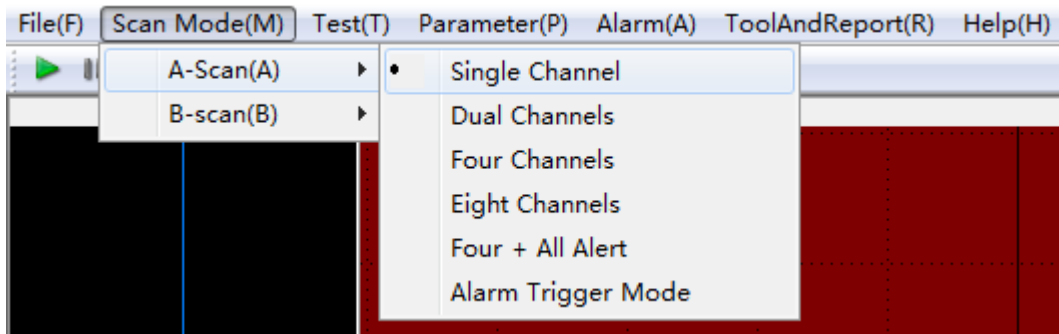 File(F) Scan Mode(M) Test(T) Parameter(P) Alarm(A) ToolAndReport(R) Help(H)
A-Scan(A) Single Channel
B-scan(B) Dual Channels
Four Channels
Eight Channels
Four + All Alert
Alarm Trigger Mode